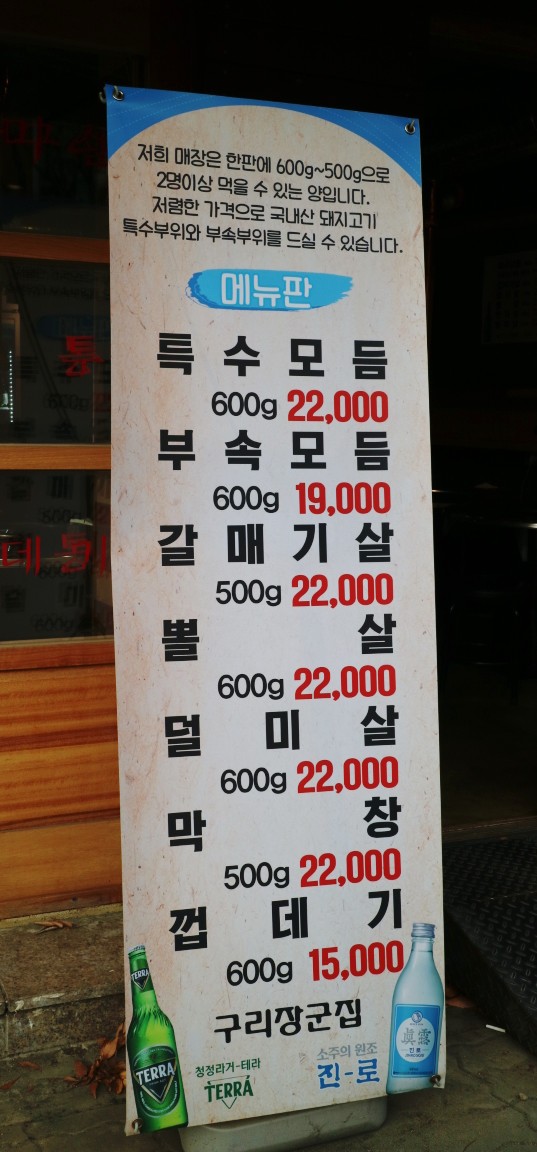 저희 매장은 한판에 600g~500g으로
2명이상 먹을 수 있는 양입니다.
저렴한 가격으로 국내산 돼지고기
특수부위와 부속부위를 드실 수 있습니다.
메뉴판
특수모듬
600g 22,000
부속모듬
600g 19,000
갈매기살
500g 22,000
뽈살
600g 22,000
덜미살
600g 22,000
막창
500g 22,000
껍데기
600g 15,000
구리장군집
TERRA
TERRA
청정라거-테라
TERRA
소주의 원조
진-로
眞露
진로